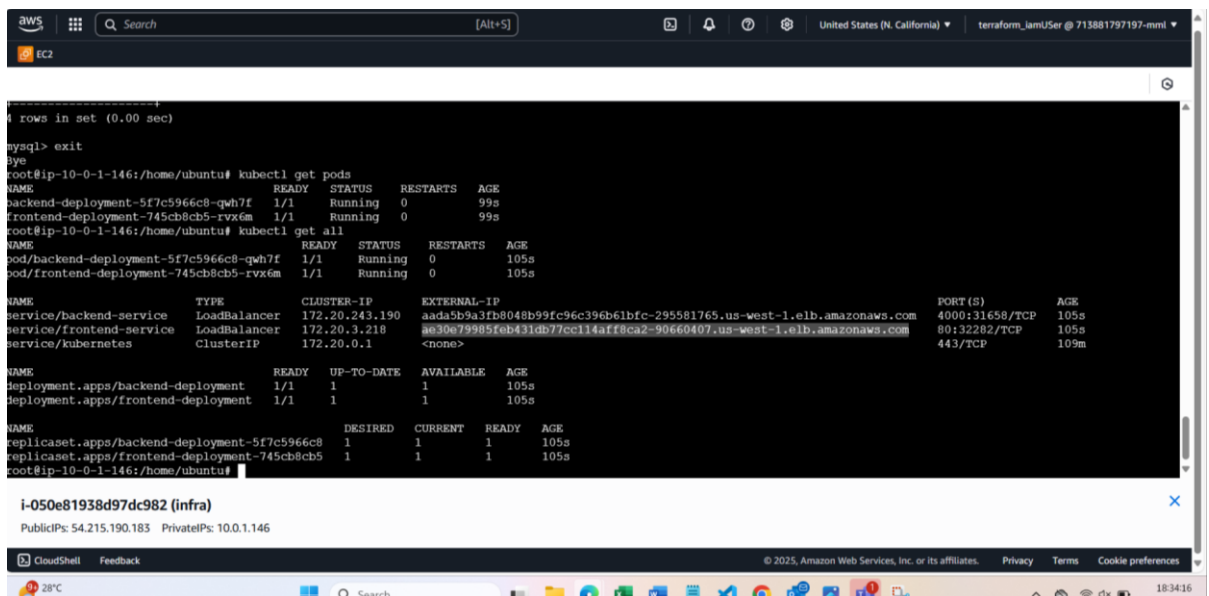 aws Search [Alt+S] United States (N. California) ▼ terraform_iamUSer @ 713881797197-mml ▼
EC2
+---------------------+
4 rows in set (0.00 sec)
mysql> exit
Bye
root@ip-10-0-1-146:/home/ubuntu# kubectl get pods
NAME READY STATUS RESTARTS AGE
backend-deployment-5f7c5966c8-qwh7f 1/1 Running 0 99s
frontend-deployment-745cb8cb5-rvx6m 1/1 Running 0 99s
root@ip-10-0-1-146:/home/ubuntu# kubectl get all
NAME READY STATUS RESTARTS AGE
pod/backend-deployment-5f7c5966c8-qwh7f 1/1 Running 0 105s
pod/frontend-deployment-745cb8cb5-rvx6m 1/1 Running 0 105s
NAME TYPE CLUSTER-IP EXTERNAL-IP PORT(S) AGE
service/backend-service LoadBalancer 172.20.243.190 aada5b9a3fb8048b99fc96c396b61bfc-295581765.us-west-1.elb.amazonaws.com 4000:31658/TCP 105s
service/frontend-service LoadBalancer 172.20.3.218 ae30e79985feb431db77cc114aff8ca2-90660407.us-west-1.elb.amazonaws.com 80:32282/TCP 105s
service/kubernetes ClusterIP 172.20.0.1 <none> 443/TCP 109m
NAME READY UP-TO-DATE AVAILABLE AGE
deployment.apps/backend-deployment 1/1 1 1 105s
deployment.apps/frontend-deployment 1/1 1 1 105s
NAME DESIRED CURRENT READY AGE
replicaset.apps/backend-deployment-5f7c5966c8 1 1 1 105s
replicaset.apps/frontend-deployment-745cb8cb5 1 1 1 105s
root@ip-10-0-1-146:/home/ubuntu#
i-050e81938d97dc982 (infra)
PublicIPs: 54.215.190.183 PrivateIPs: 10.0.1.146
CloudShell Feedback © 2025, Amazon Web Services, Inc. or its affiliates. Privacy Terms Cookie preferences
9+ 28°C Search 18:34:16